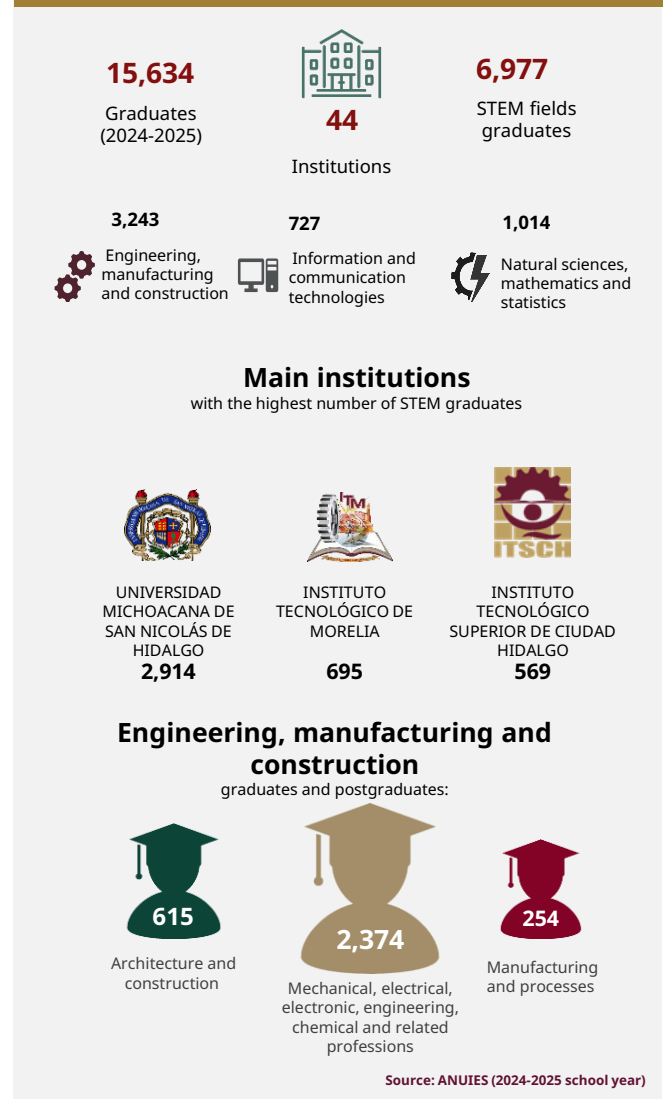 15,634
Graduates
(2024-2025)
44
Institutions
6,977
STEM fields
graduates
3,243
Engineering,
manufacturing
and construction
727
Information and
communication
technologies
1,014
Natural sciences,
mathematics and
statistics
Main institutions
with the highest number of STEM graduates
ITM
ITSCH
UNIVERSIDAD
MICHOACANA DE
SAN NICOLÁS DE
HIDALGO
2,914
INSTITUTO
TECNOLÓGICO DE
MORELIA
695
INSTITUTO
TECNOLÓGICO
SUPERIOR DE CIUDAD
HIDALGO
569
Engineering, manufacturing and
construction
graduates and postgraduates:
615
Architecture and
construction
2,374
Mechanical, electrical,
electronic, engineering,
chemical and related
professions
254
Manufacturing
and processes
Source: ANUIES (2024-2025 school year)